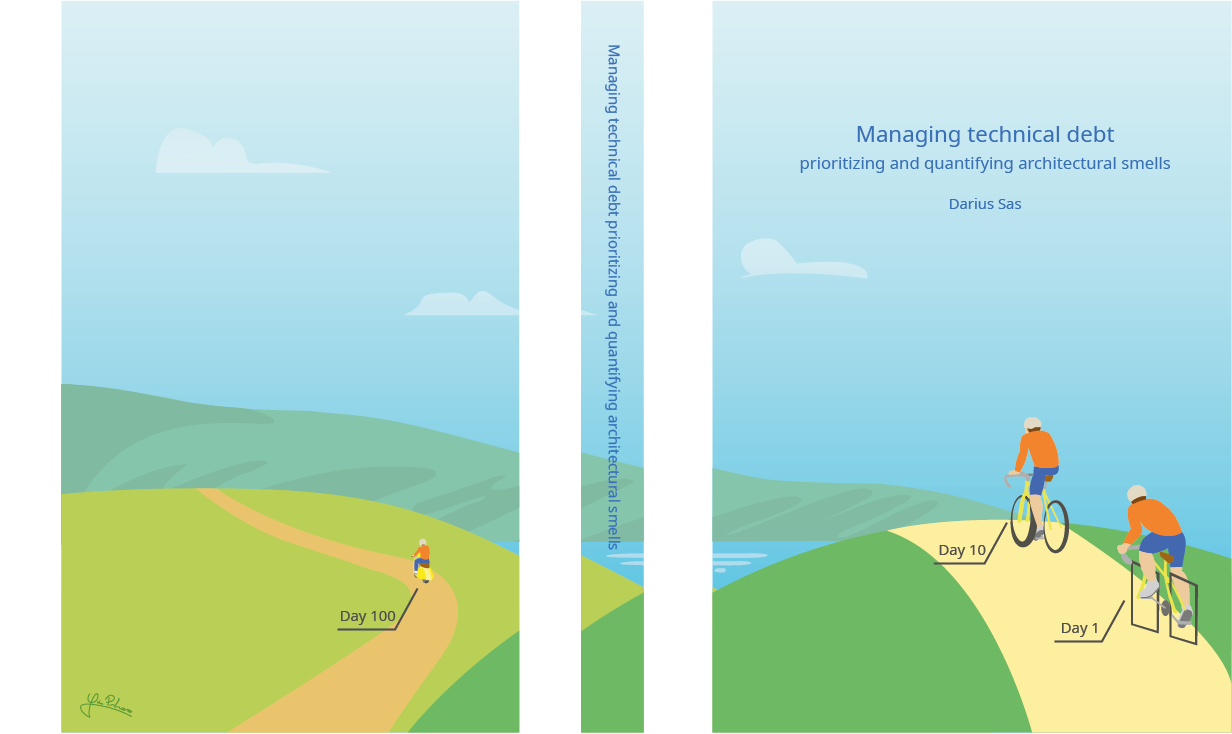 Day 100
Managing technical debt prioritizing and quantifying architectural smells
Managing technical debt
prioritizing and quantifying architectural smells
Darius Sas
Day 10
Day 1